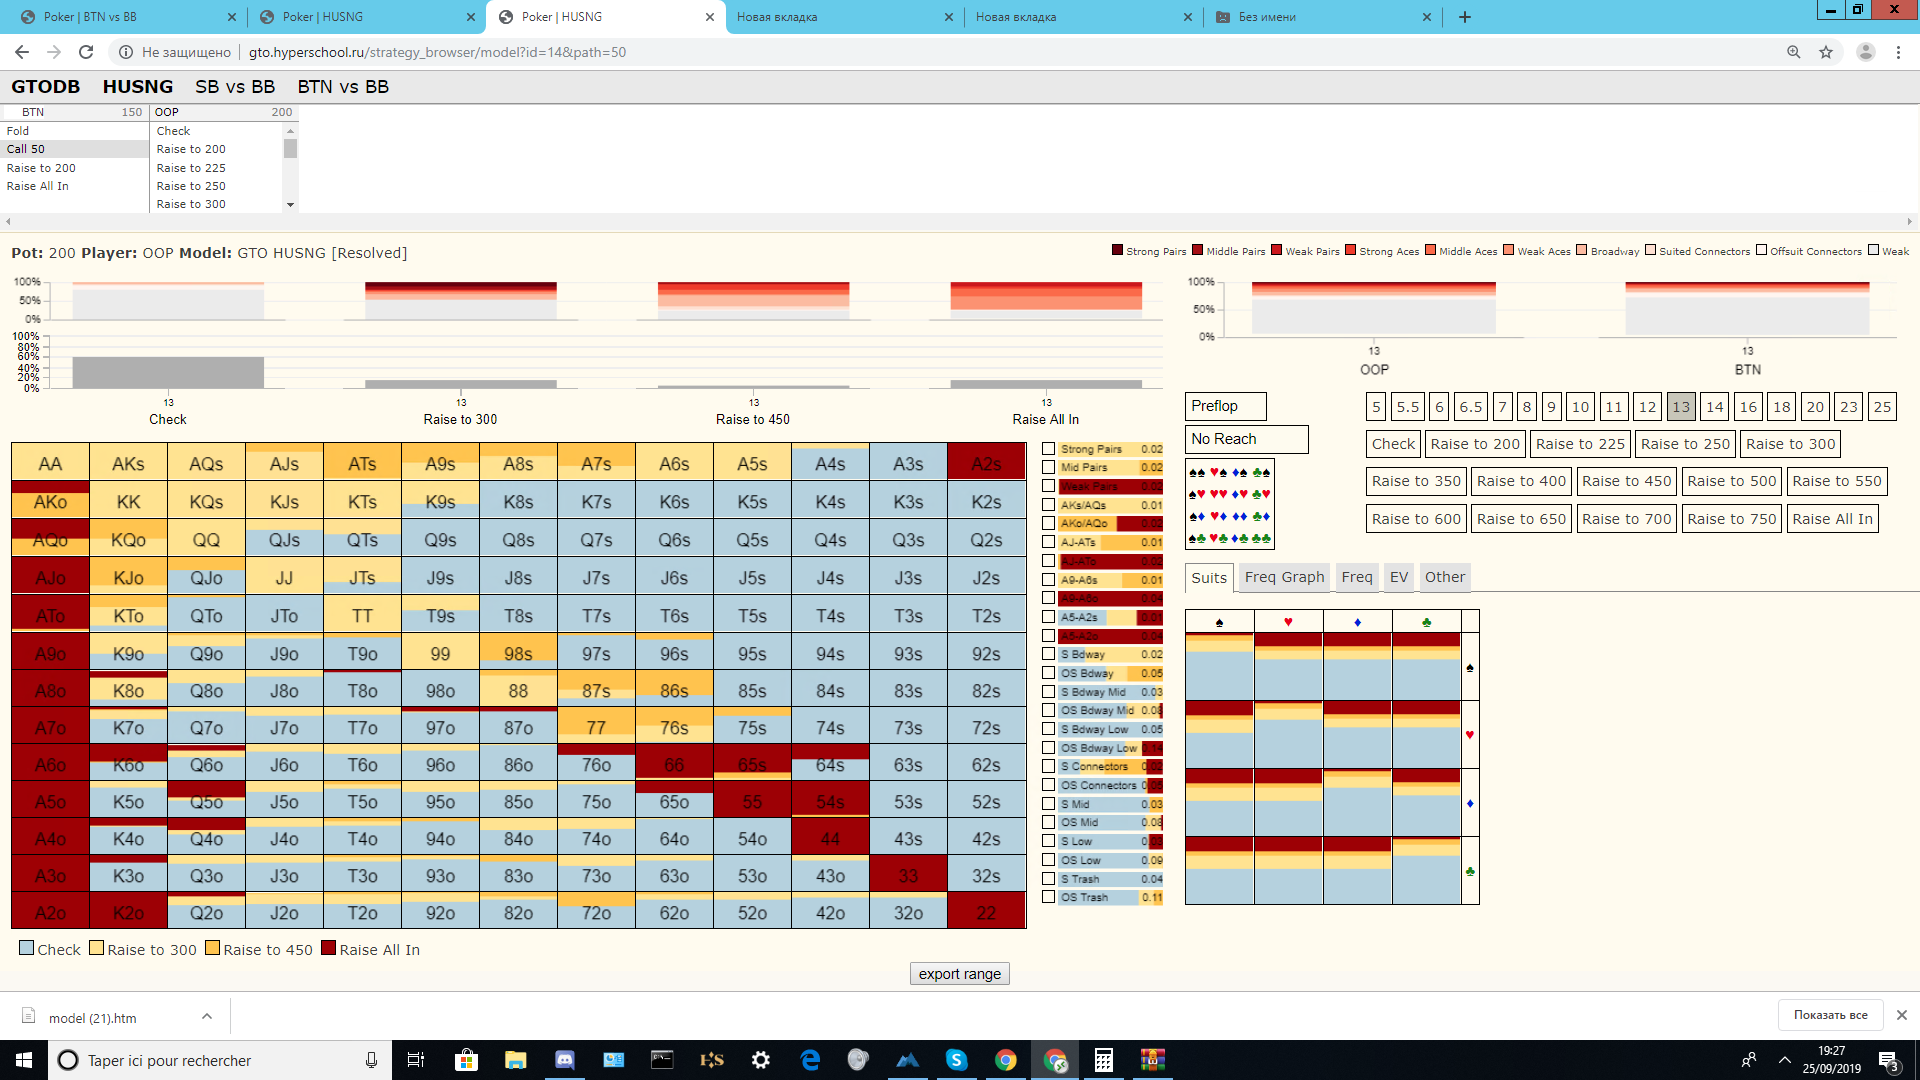 Poker | BTN vs BB
Poker | HUSNG
Poker | HUSNG
Новая вкладка
Новая вкладка
Без имени
Не защищено
gto.hyperschool.ru/strategy_browser/model?id=14&path=50
GTODB HUSNG SB vs BB BTN vs BB
BTN 150 OOP 200
Fold Check
Call 50 Raise to 200
Raise to 200 Raise to 225
Raise All In Raise to 250
Raise to 300
Pot: 200 Player: OOP Model: GTO HUSNG [Resolved]
Strong Pairs Middle Pairs Weak Pairs Strong Aces Middle Aces Weak Aces Broadway Suited Connectors Offsuit Connectors Weak
100%
50%
0%
100%
80%
60%
40%
20%
0%
13 13 13 13
Check Raise to 300 Raise to 450 Raise All In
100%
50%
0%
13 13
OOP BTN
Preflop
No Reach
5 5.5 6 6.5 7 8 9 10 11 12 13 14 16 18 20 23 25
Check Raise to 200 Raise to 225 Raise to 250 Raise to 300
Raise to 350 Raise to 400 Raise to 450 Raise to 500 Raise to 550
Raise to 600 Raise to 650 Raise to 700 Raise to 750 Raise All In
Suits Freq Graph Freq EV Other
AA AKs AQs AJs ATs A9s A8s A7s A6s A5s A4s A3s A2s
AKo KK KQs KJs KTs K9s K8s K7s K6s K5s K4s K3s K2s
AQo KQo QQ QJs QTs Q9s Q8s Q7s Q6s Q5s Q4s Q3s Q2s
AJo KJo QJo JJ JTs J9s J8s J7s J6s J5s J4s J3s J2s
ATo KTo QTo JTo TT T9s T8s T7s T6s T5s T4s T3s T2s
A9o K9o Q9o J9o T9o 99 98s 97s 96s 95s 94s 93s 92s
A8o K8o Q8o J8o T8o 98o 88 87s 86s 85s 84s 83s 82s
A7o K7o Q7o J7o T7o 97o 87o 77 76s 75s 74s 73s 72s
A6o K6o Q6o J6o T6o 96o 86o 76o 66 65s 64s 63s 62s
A5o K5o Q5o J5o T5o 95o 85o 75o 65o 55 54s 53s 52s
A4o K4o Q4o J4o T4o 94o 84o 74o 64o 54o 44 43s 42s
A3o K3o Q3o J3o T3o 93o 83o 73o 63o 53o 43o 33 32s
A2o K2o Q2o J2o T2o 92o 82o 72o 62o 52o 42o 32o 22
Strong Pairs 0.02
Mid Pairs 0.02
Weak Pairs 0.02
AKs/AQs 0.01
AKo/AQo 0.02
AJ-ATs 0.01
AJ-ATo 0.02
A9-A6s 0.01
A9-A6o 0.04
A5-A2s 0.01
A5-A2o 0.04
S Bdway 0.02
OS Bdway 0.05
S Bdway Mid 0.03
OS Bdway Mid 0.08
S Bdway Low 0.05
OS Bdway Low 0.14
S Connectors
OS Connectors
S Mid 0.03
OS Mid 0.08
S Low 0.03
OS Low 0.09
S Trash 0.04
OS Trash 0.11
Check Raise to 300 Raise to 450 Raise All In
export range
model (21).htm
Показать все
Taper ici pour rechercher
19:27
25/09/2019
3